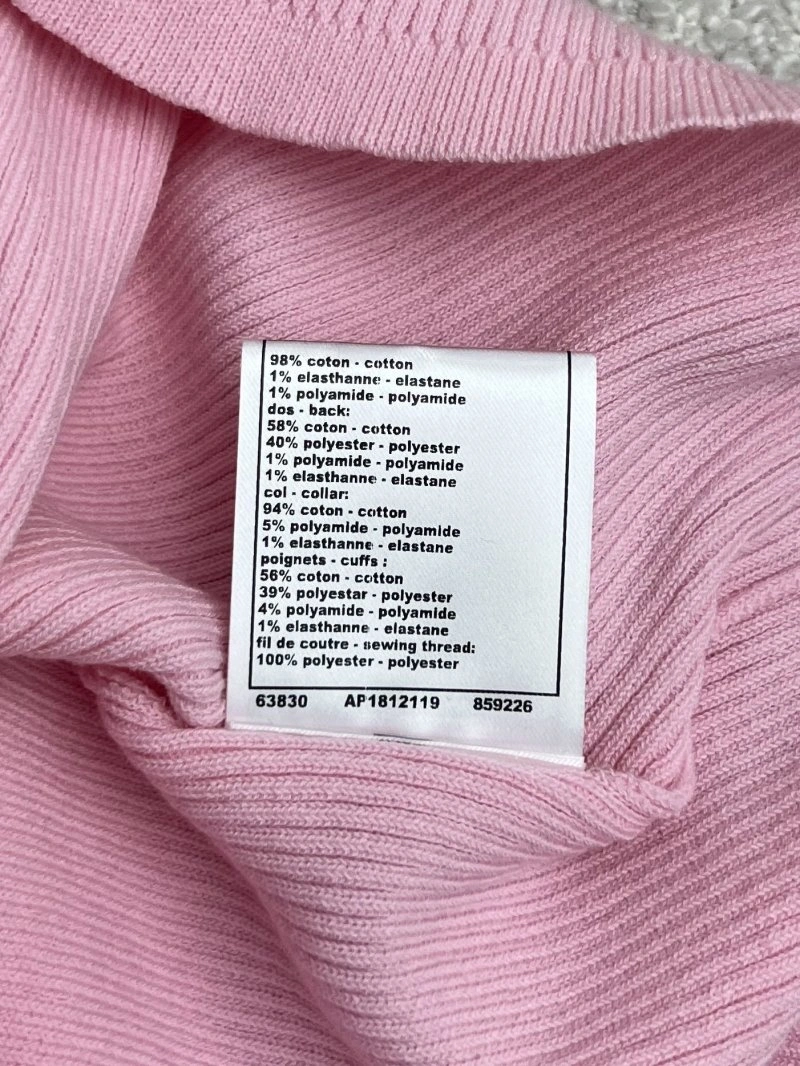 98% coton - cotton
1% elasthanne - elastane
1% polyamide - polyamide
dos - back:
58% coton - cotton
40% polyester - polyester
1% polyamide - polyamide
1% elasthanne - elastane
col - collar:
94% coton - cotton
5% polyamide - polyamide
1% elasthanne - elastane
poignets - cuffs :
56% coton - cotton
39% polyestar - polyester
4% polyamide - polyamide
1% elasthanne - elastane
fil de coutre - sewing thread:
100% polyester - polyester
63830 AP1812119 859226